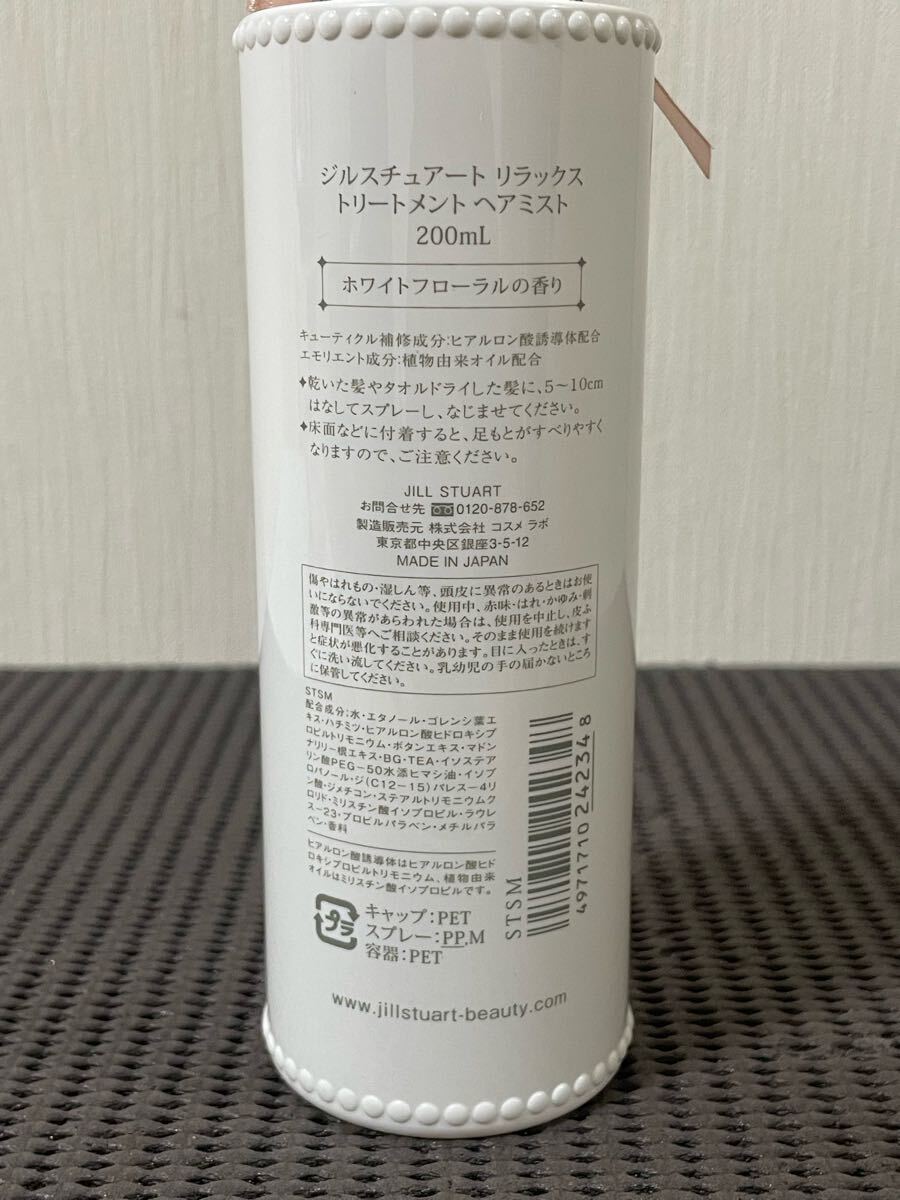 ジルスチュアート リラックス
トリートメント ヘアミスト
200mL
ホワイトフローラルの香り
キューティクル補修成分:ヒアルロン酸誘導体配合
エモリエント成分:植物由来オイル配合
✦乾いた髪やタオルドライした髪に、5〜10cm
はなしてスプレーし、なじませてください。
✦床面などに付着すると、足もとがすべりやすく
なりますので、ご注意ください。
JILL STUART
お問合せ先 0120-878-652
製造販売元 株式会社 コスメ ラボ
東京都中央区銀座3-5-12
MADE IN JAPAN
傷やはれもの・湿しん等、頭皮に異常のあるときはお使
いにならないでください。使用中、赤味・はれ・かゆみ・刺
激等の異常があらわれた場合は、使用を中止し、皮ふ
科専門医等へご相談ください。そのまま使用を続けます
と症状が悪化することがあります。目に入ったときは、す
ぐに洗い流してください。乳幼児の手の届かないところ
に保管してください。
STSM
配合成分:水・エタノール・ゴレンシ葉エ
キス・ハチミツ・ヒアルロン酸ヒドロキシプ
ロピルトリモニウム・ボタンエキス・マドン
ナリリー根エキス・BG・TEA・イソステア
リン酸PEG-50水添ヒマシ油・イソプ
ロパノール・ジ(C12-15)パレス-4リ
ン酸・ジメチコン・ステアルトリモニウムク
ロリド・ミリスチン酸イソプロピル・ラウレ
ス-23・プロピルパラベン・メチルパラ
ベン・香料
ヒアルロン酸誘導体はヒアルロン酸ヒド
ロキシプロピルトリモニウム、植物由来
オイルはミリスチン酸イソプロピルです。
プラ
キャップ:PET
スプレー:PP,M
容器:PET
STSM
4971710242348
www.jillstuart-beauty.com